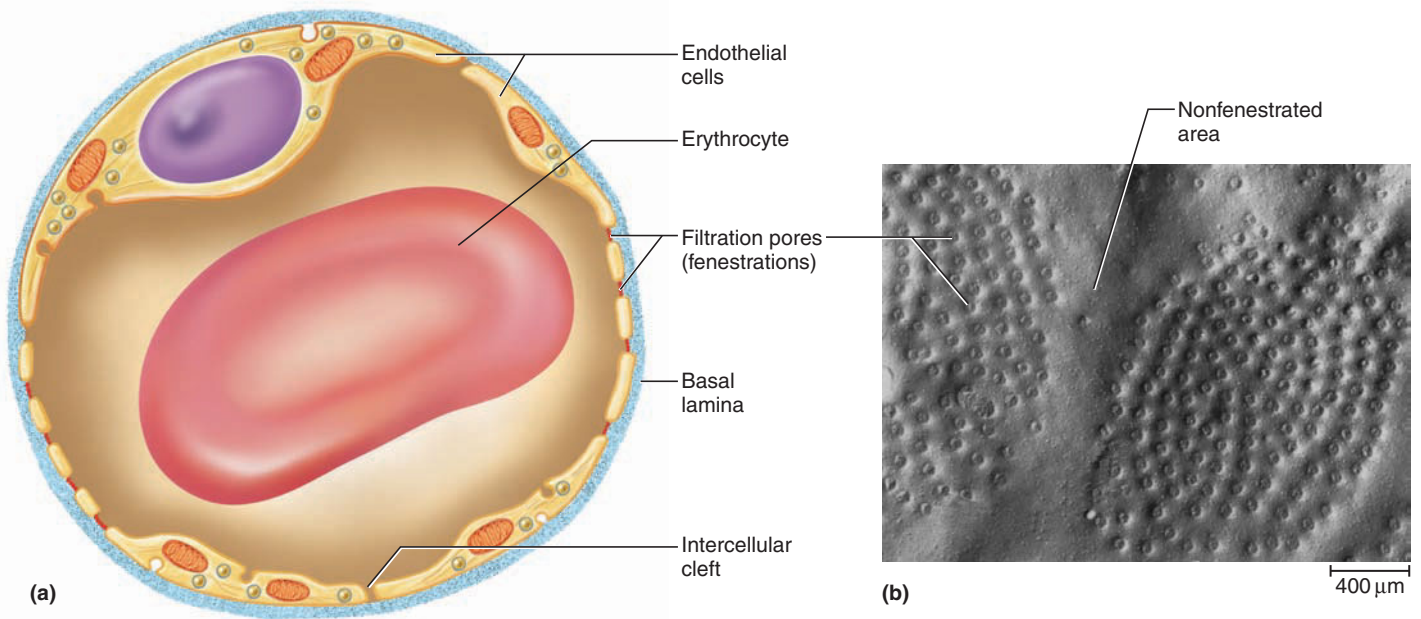 Endothelial
cells
Erythrocyte
Filtration pores
(fenestrations)
Basal
lamina
Intercellular
cleft
(a)
Nonfenestrated
area
(b)
400 µm